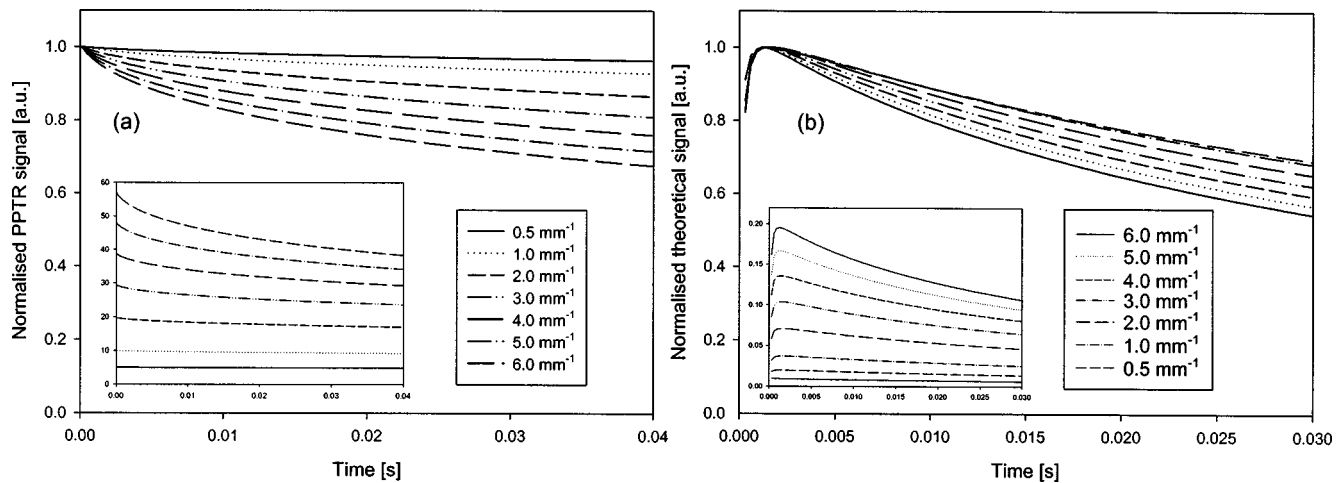 Normalised PPTR signal [a.u.]
1.0
0.8
0.6
0.4
0.2
0.0
(a)
60
50
40
30
20
10
0
0.00 0.01 0.02 0.03 0.04
0.5 mm⁻¹
1.0 mm⁻¹
2.0 mm⁻¹
3.0 mm⁻¹
4.0 mm⁻¹
5.0 mm⁻¹
6.0 mm⁻¹
0.00 0.01 0.02 0.03 0.04
Time [s]
Normalised theoretical signal [a.u.]
1.0
0.8
0.6
0.4
0.2
0.0
(b)
0.20
0.15
0.10
0.05
0.00
0.000 0.005 0.010 0.015 0.020 0.025 0.030
6.0 mm⁻¹
5.0 mm⁻¹
4.0 mm⁻¹
3.0 mm⁻¹
2.0 mm⁻¹
1.0 mm⁻¹
0.5 mm⁻¹
0.000 0.005 0.010 0.015 0.020 0.025 0.030
Time [s]